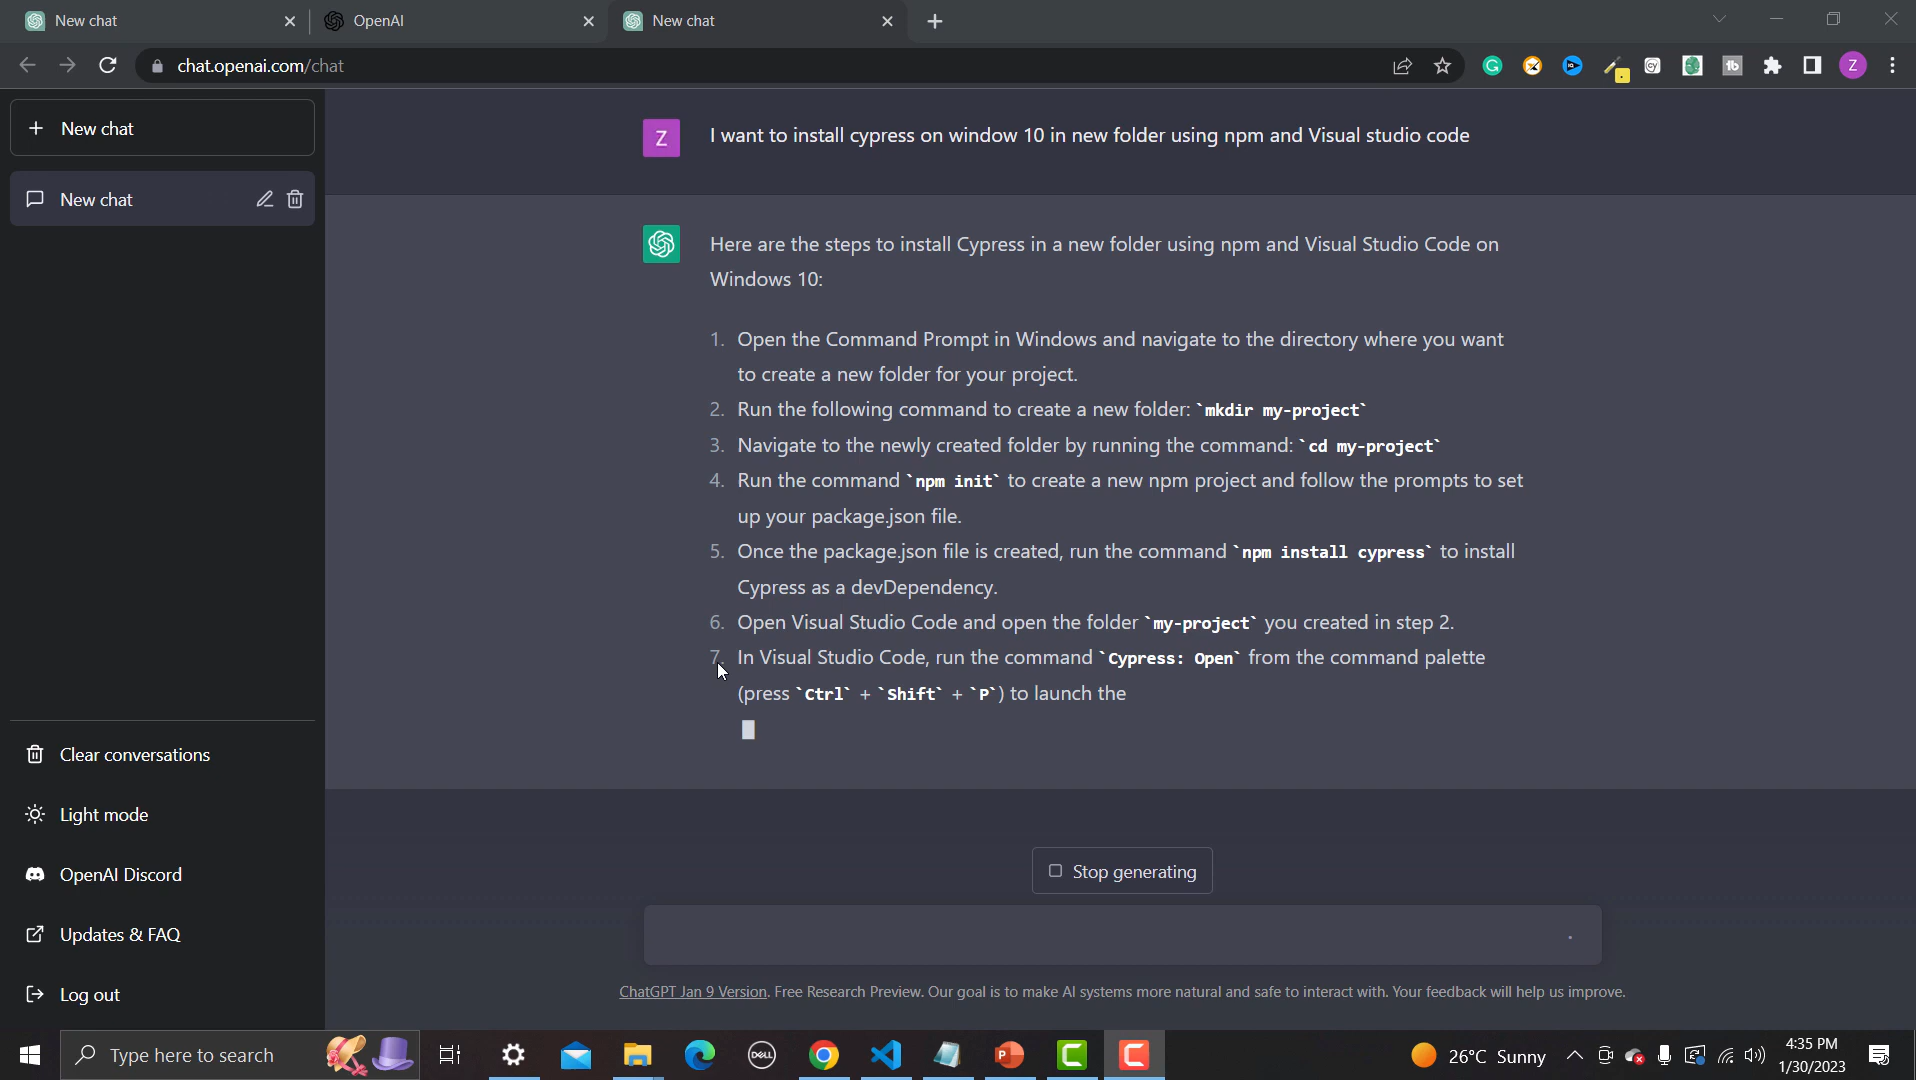 New chat
OpenAI
New chat
chat.openai.com/chat
Z
New chat
New chat
Z
I want to install cypress on window 10 in new folder using npm and Visual studio code
Here are the steps to install Cypress in a new folder using npm and Visual Studio Code on
Windows 10:
1. Open the Command Prompt in Windows and navigate to the directory where you want
to create a new folder for your project.
2. Run the following command to create a new folder: `mkdir my-project`
3. Navigate to the newly created folder by running the command: `cd my-project`
4. Run the command `npm init` to create a new npm project and follow the prompts to set
up your package.json file.
5. Once the package.json file is created, run the command `npm install cypress` to install
Cypress as a devDependency.
6. Open Visual Studio Code and open the folder `my-project` you created in step 2.
7. In Visual Studio Code, run the command `Cypress: Open` from the command palette
(press `Ctrl` + `Shift` + `P`) to launch the
Clear conversations
Light mode
OpenAI Discord
Updates & FAQ
Log out
Stop generating
ChatGPT Jan 9 Version. Free Research Preview. Our goal is to make AI systems more natural and safe to interact with. Your feedback will help us improve.
Type here to search
DELL
26°C Sunny
4:35 PM
1/30/2023